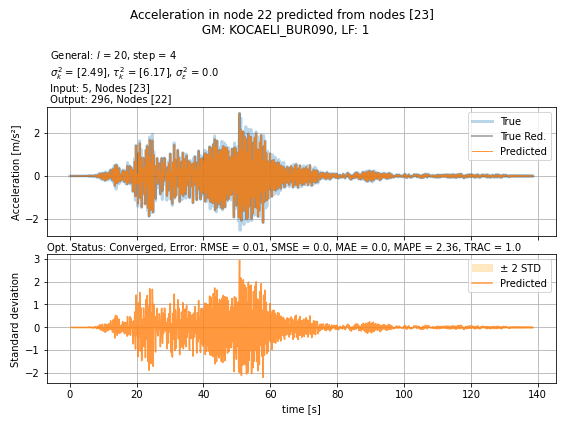 Acceleration in node 22 predicted from nodes [23]
GM: KOCAELI_BUR090, LF: 1
General: l = 20, step = 4
σ²ₖ = [2.49], τ²ₖ = [6.17], σ²ε = 0.0
Input: 5, Nodes [23]
Output: 296, Nodes [22]
Acceleration [m/s²]
2
0
−2
True
True Red.
Predicted
Opt. Status: Converged, Error: RMSE = 0.01, SMSE = 0.0, MAE = 0.0, MAPE = 2.36, TRAC = 1.0
Standard deviation
3
2
1
0
−1
−2
± 2 STD
Predicted
0 20 40 60 80 100 120 140
time [s]